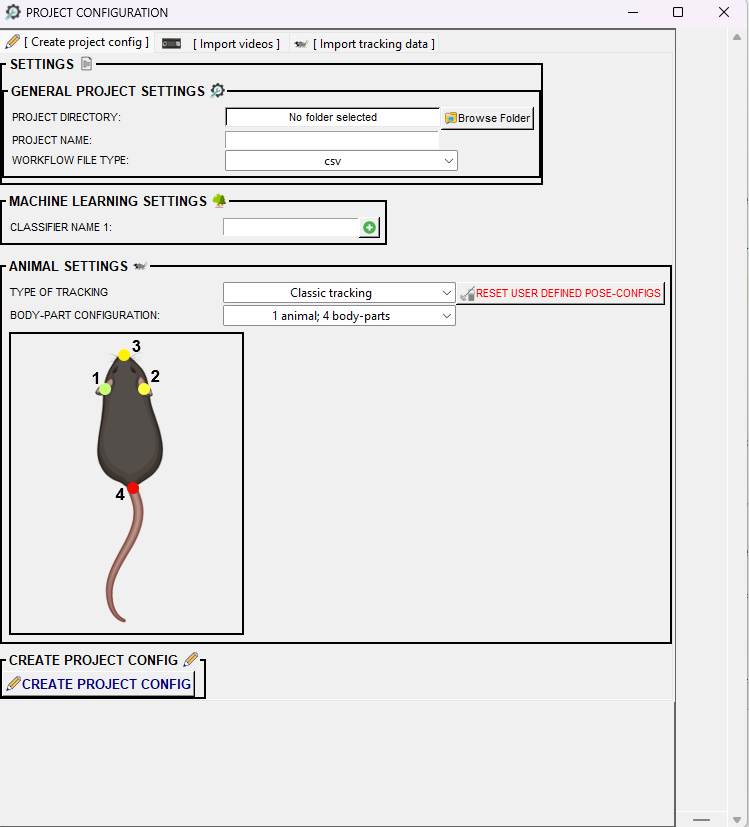 PROJECT CONFIGURATION
[ Create project config ] [ Import videos ] [ Import tracking data ]
SETTINGS
GENERAL PROJECT SETTINGS
PROJECT DIRECTORY: No folder selected Browse Folder
PROJECT NAME:
WORKFLOW FILE TYPE: csv
MACHINE LEARNING SETTINGS
CLASSIFIER NAME 1:
ANIMAL SETTINGS
TYPE OF TRACKING Classic tracking RESET USER DEFINED POSE-CONFIGS
BODY-PART CONFIGURATION: 1 animal; 4 body-parts
3
1 2
4
CREATE PROJECT CONFIG
CREATE PROJECT CONFIG